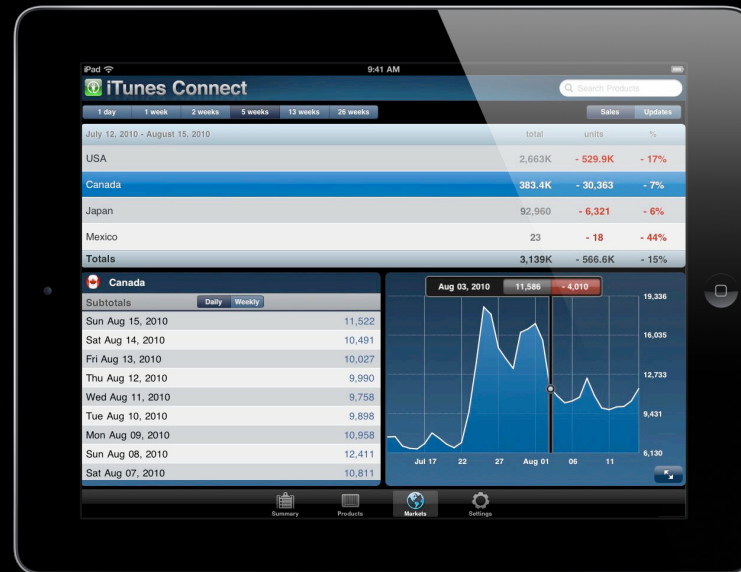 iPad 9:41 AM
iTunes Connect Search Products
1 day 1 week 2 weeks 5 weeks 13 weeks 26 weeks Sales Updates
July 12, 2010 - August 15, 2010 total units %
USA 2,663K - 529.9K - 17%
Canada 383.4K - 30,363 - 7%
Japan 92,960 - 6,321 - 6%
Mexico 23 - 18 - 44%
Totals 3,139K - 566.6K - 15%
Canada
Subtotals Daily Weekly
Sun Aug 15, 2010 11,522
Sat Aug 14, 2010 10,491
Fri Aug 13, 2010 10,027
Thu Aug 12, 2010 9,990
Wed Aug 11, 2010 9,758
Tue Aug 10, 2010 9,898
Mon Aug 09, 2010 10,958
Sun Aug 08, 2010 12,411
Sat Aug 07, 2010 10,811
Aug 03, 2010 11,586 - 4,010
19,336
16,035
12,733
9,431
6,130
Jul 17 22 27 Aug 01 06 11
Summary Products Markets Settings